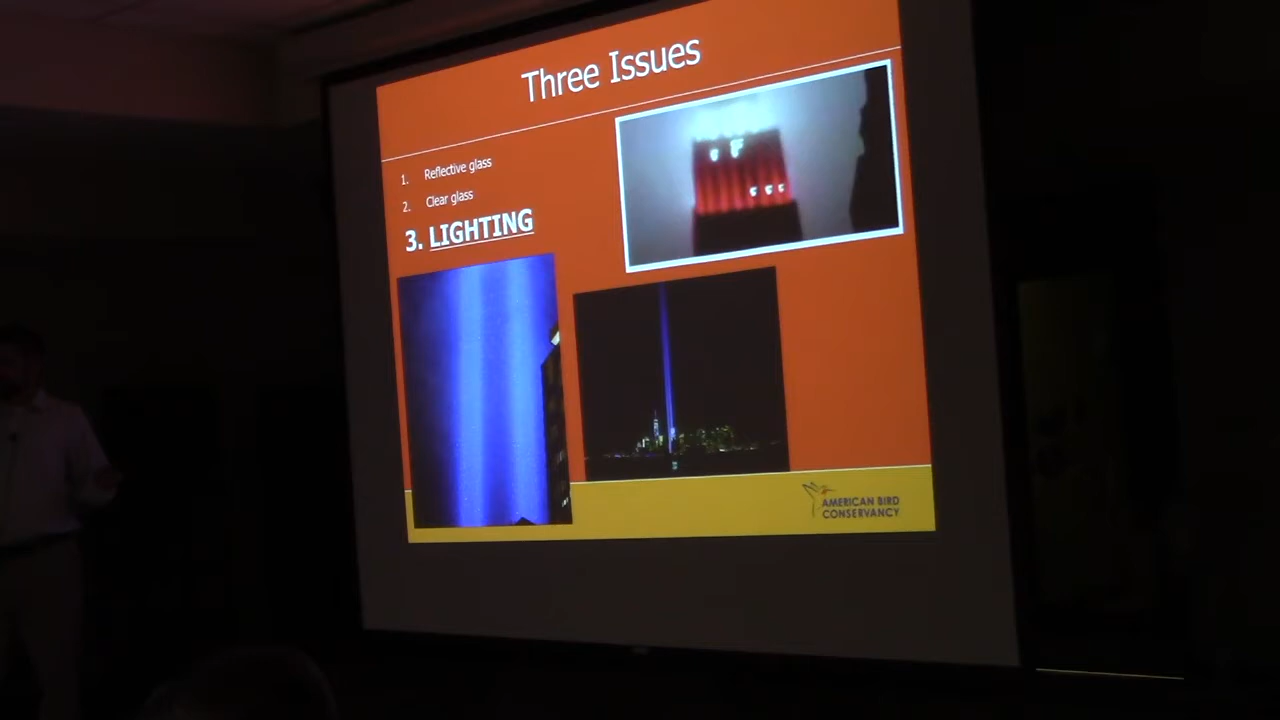 Three Issues
1. Reflective glass
2. Clear glass
3. LIGHTING
AMERICAN BIRD
CONSERVANCY